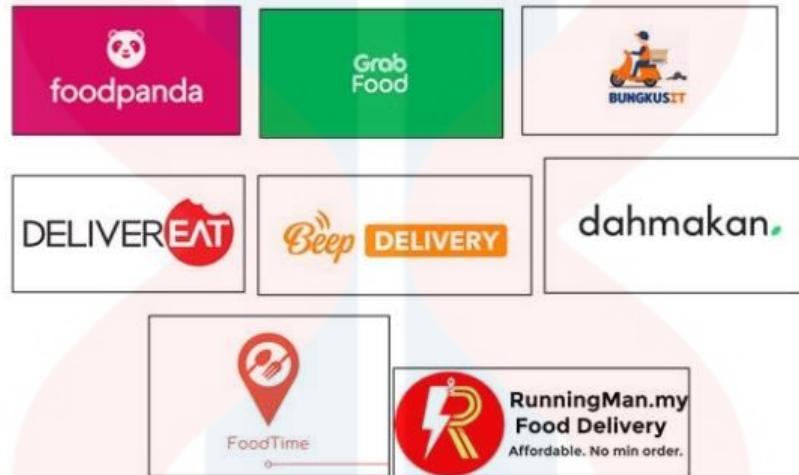 foodpanda
Grab
Food
BUNGKUSIT
DELIVEREAT
Beep DELIVERY
dahmakan.
FoodTime
R
RunningMan.my
Food Delivery
Affordable. No min order.